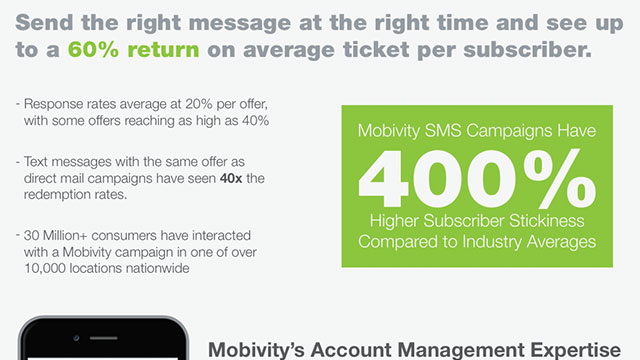 Send the right message at the right time and see up
to a 60% return on average ticket per subscriber.
- Response rates average at 20% per offer,
with some offers reaching as high as 40%
- Text messages with the same offer as
direct mail campaigns have seen 40x the
redemption rates.
- 30 Million+ consumers have interacted
with a Mobivity campaign in one of over
10,000 locations nationwide
Mobivity SMS Campaigns Have
400%
Higher Subscriber Stickiness
Compared to Industry Averages
Mobivity's Account Management Expertise